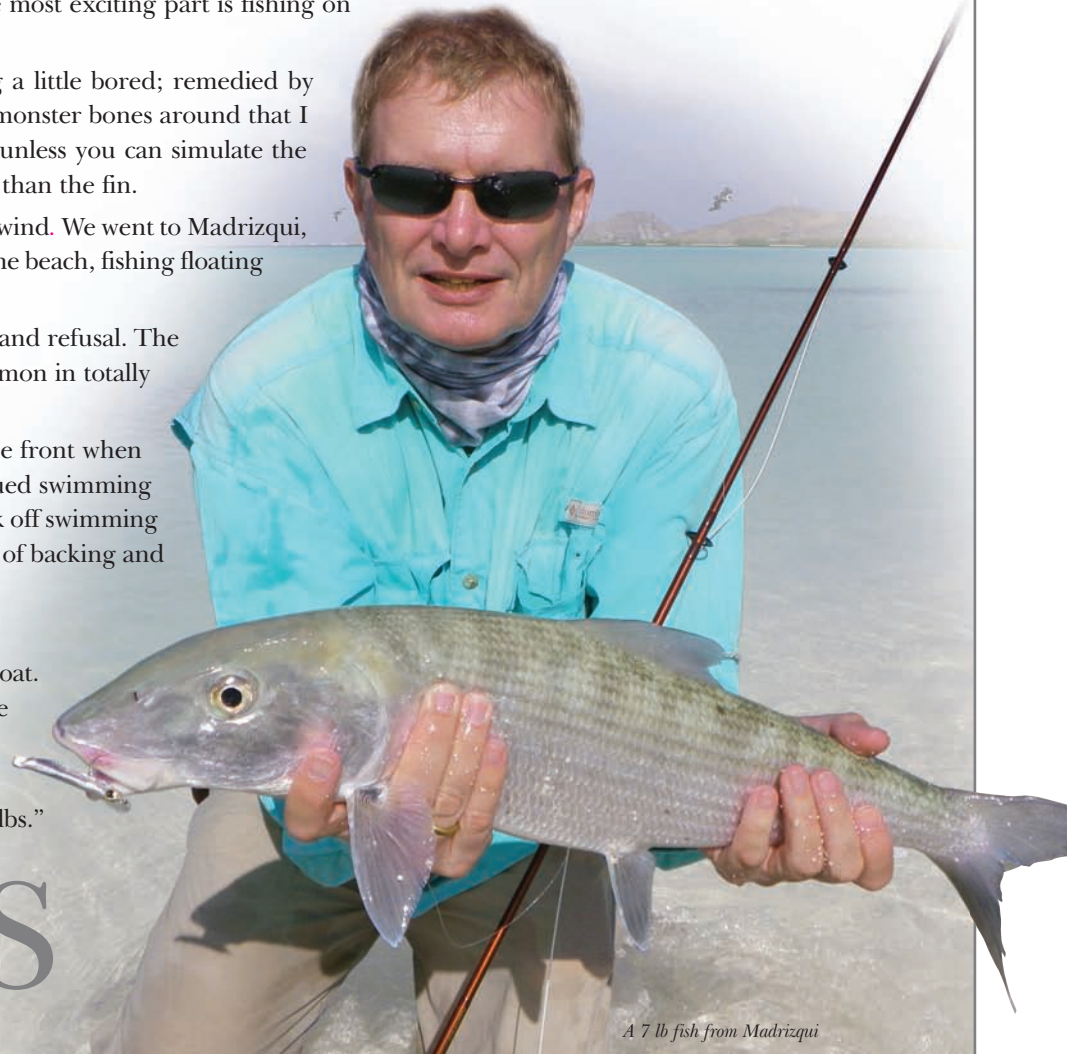 e most exciting part is fishing on
g a little bored; remedied by
monster bones around that I
unless you can simulate the
than the fin.
wind. We went to Madrizqui,
he beach, fishing floating
and refusal. The
mon in totally
e front when
ued swimming
k off swimming
of backing and
oat.
e
lbs.”
S
A 7 lb fish from Madrizqui